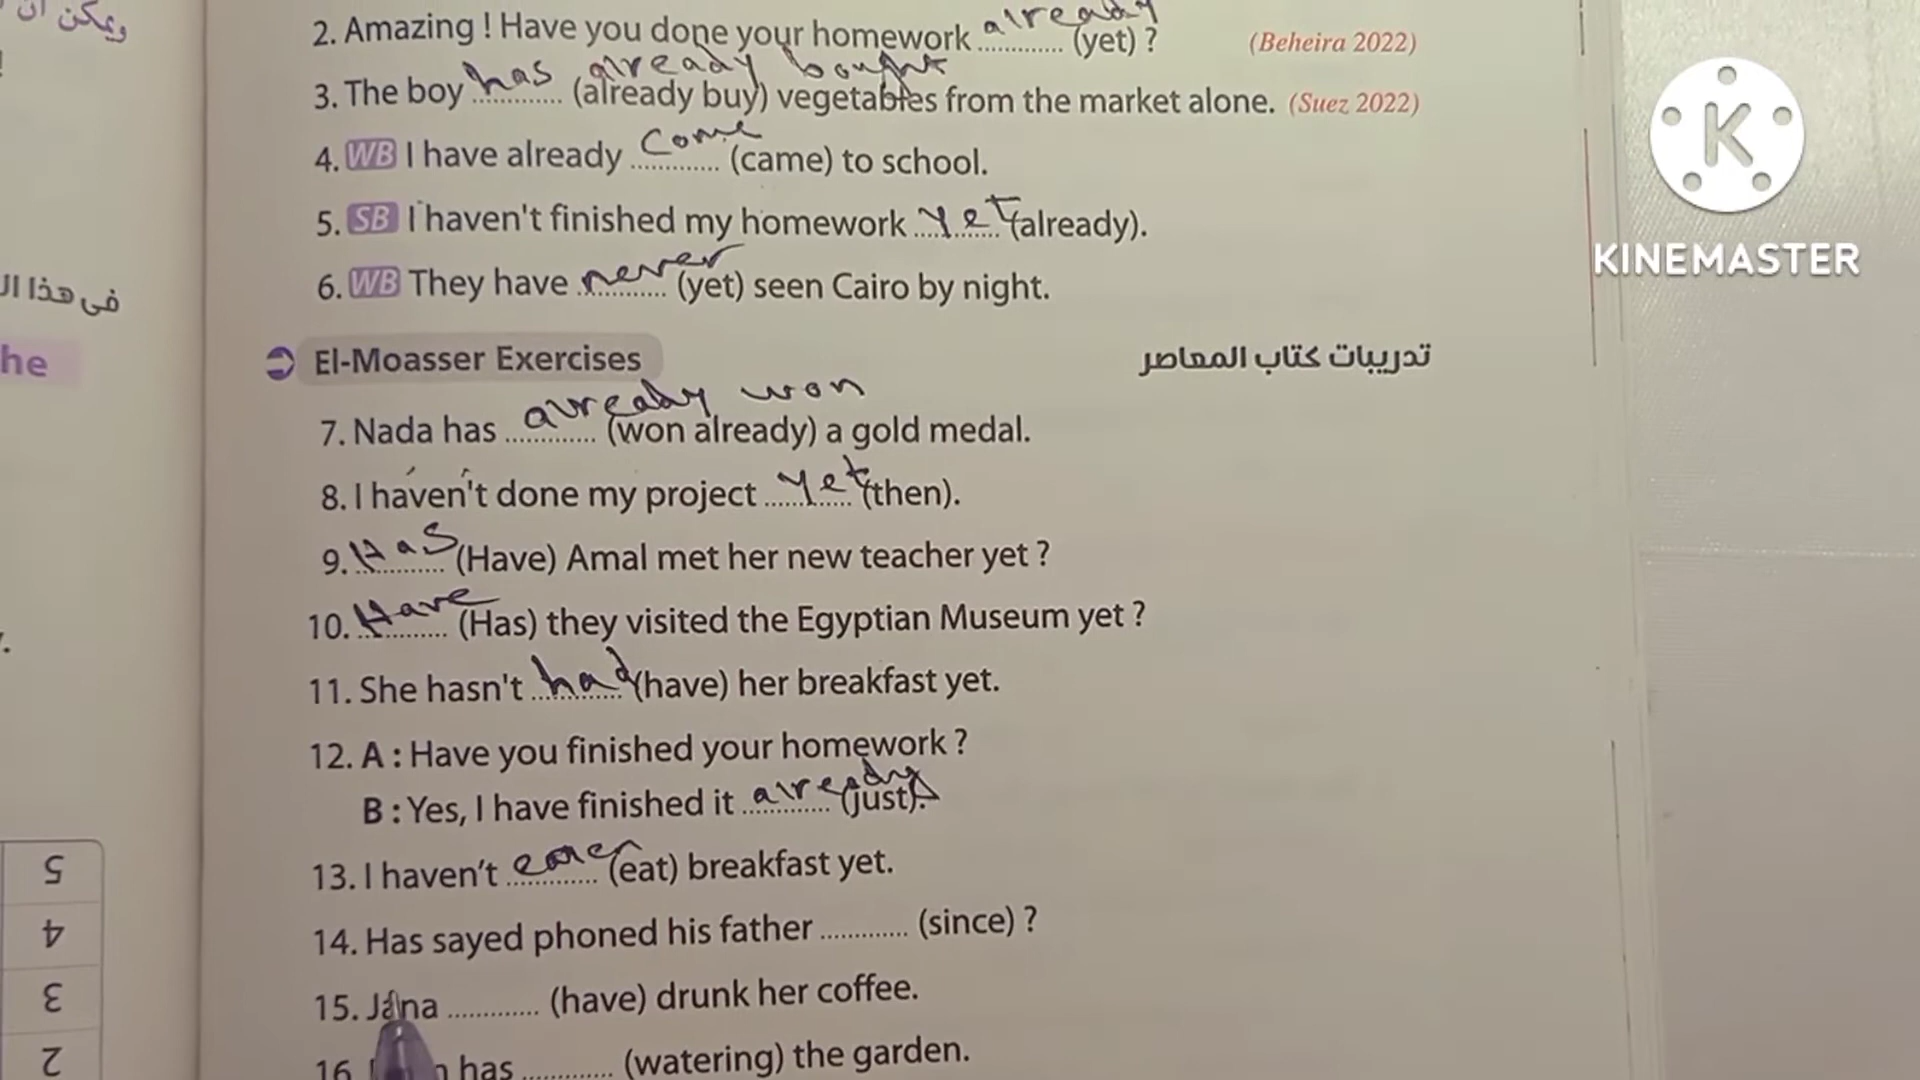 ويمكن ان
2. Amazing ! Have you done your homework already ............ (yet) ? (Beheira 2022)
3. The boy has already bought ............ (already buy) vegetables from the market alone. (Suez 2022)
4. WB I have already come ............ (came) to school.
5. SB I haven't finished my homework yet ............ (already).
6. WB They have never ............ (yet) seen Cairo by night.
فى هذا ال
he
El-Moasser Exercises تدريبات كتاب المعاصر
7. Nada has already won ............ (won already) a gold medal.
8. I haven't done my project yet ............ (then).
9. Has ............ (Have) Amal met her new teacher yet ?
10. Have ............ (Has) they visited the Egyptian Museum yet ?
11. She hasn't had ............ (have) her breakfast yet.
12. A : Have you finished your homework ?
B : Yes, I have finished it already ............ (just).
13. I haven't eaten ............ (eat) breakfast yet.
14. Has sayed phoned his father ............ (since) ?
15. Jana ............ (have) drunk her coffee.
16. has ............ (watering) the garden.
5
4
3
2
K
KINEMASTER